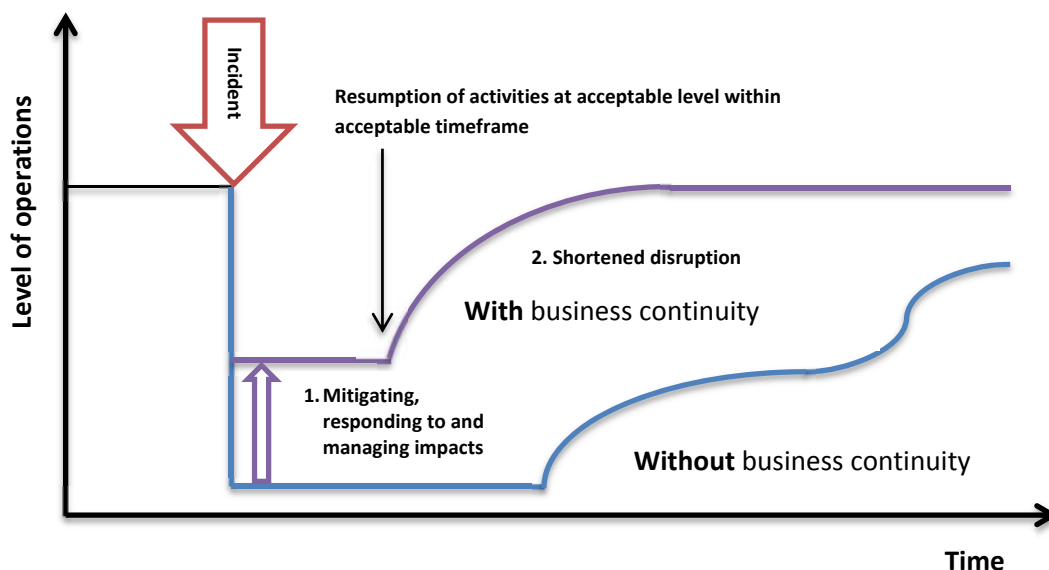 Incident
Resumption of activities at acceptable level within
acceptable timeframe
Level of operations
2. Shortened disruption
With business continuity
1. Mitigating,
responding to and
managing impacts
Without business continuity
Time